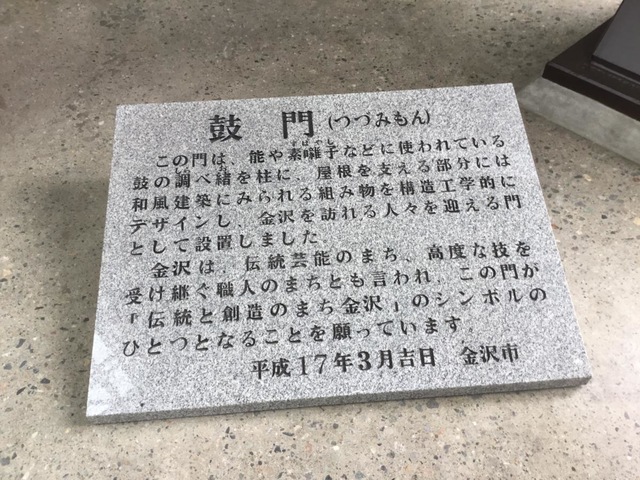 鼓門(つづみもん)
この門は、能や素囃子などに使われている
鼓の調べ緒を柱に、屋根を支える部分には
和風建築にみられる組み物を構造工学的に
デザインし、金沢を訪れる人々を迎える門
として設置しました。
金沢は、伝統芸能のまち、高度な技を
受け継ぐ職人のまちとも言われ、この門が
「伝統と創造のまち金沢」のシンボルの
ひとつとなることを願っています。
平成17年3月吉日 金沢市